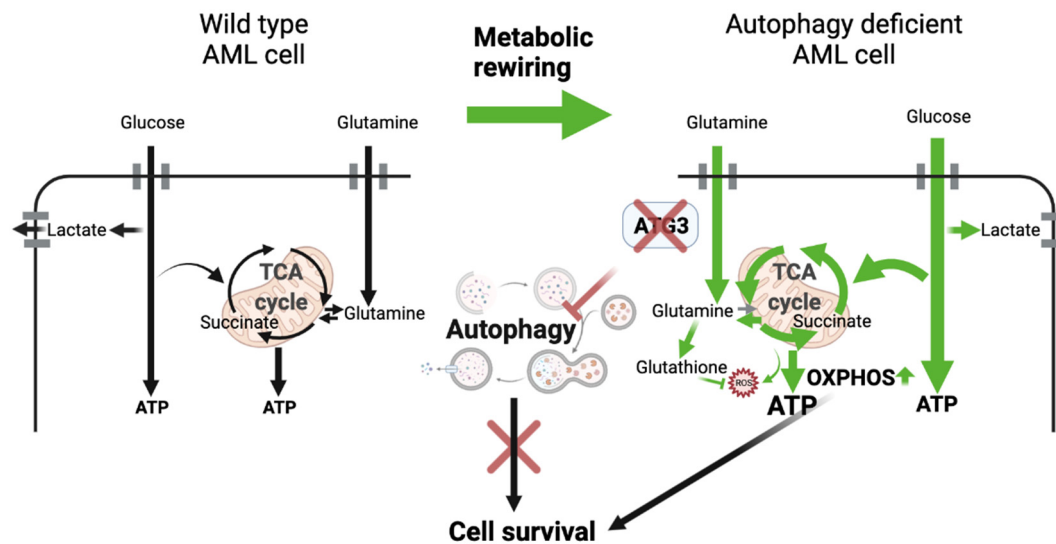 Wild type
AML cell
Metabolic
rewiring
Autophagy deficient
AML cell
Glucose
Glutamine
Lactate
TCA
cycle
Succinate
Glutamine
ATP
ATP
ATG3
Autophagy
Cell survival
Glutamine
Glucose
Lactate
TCA
cycle
Succinate
Glutamine
Glutathione
ROS
OXPHOS
ATP
ATP